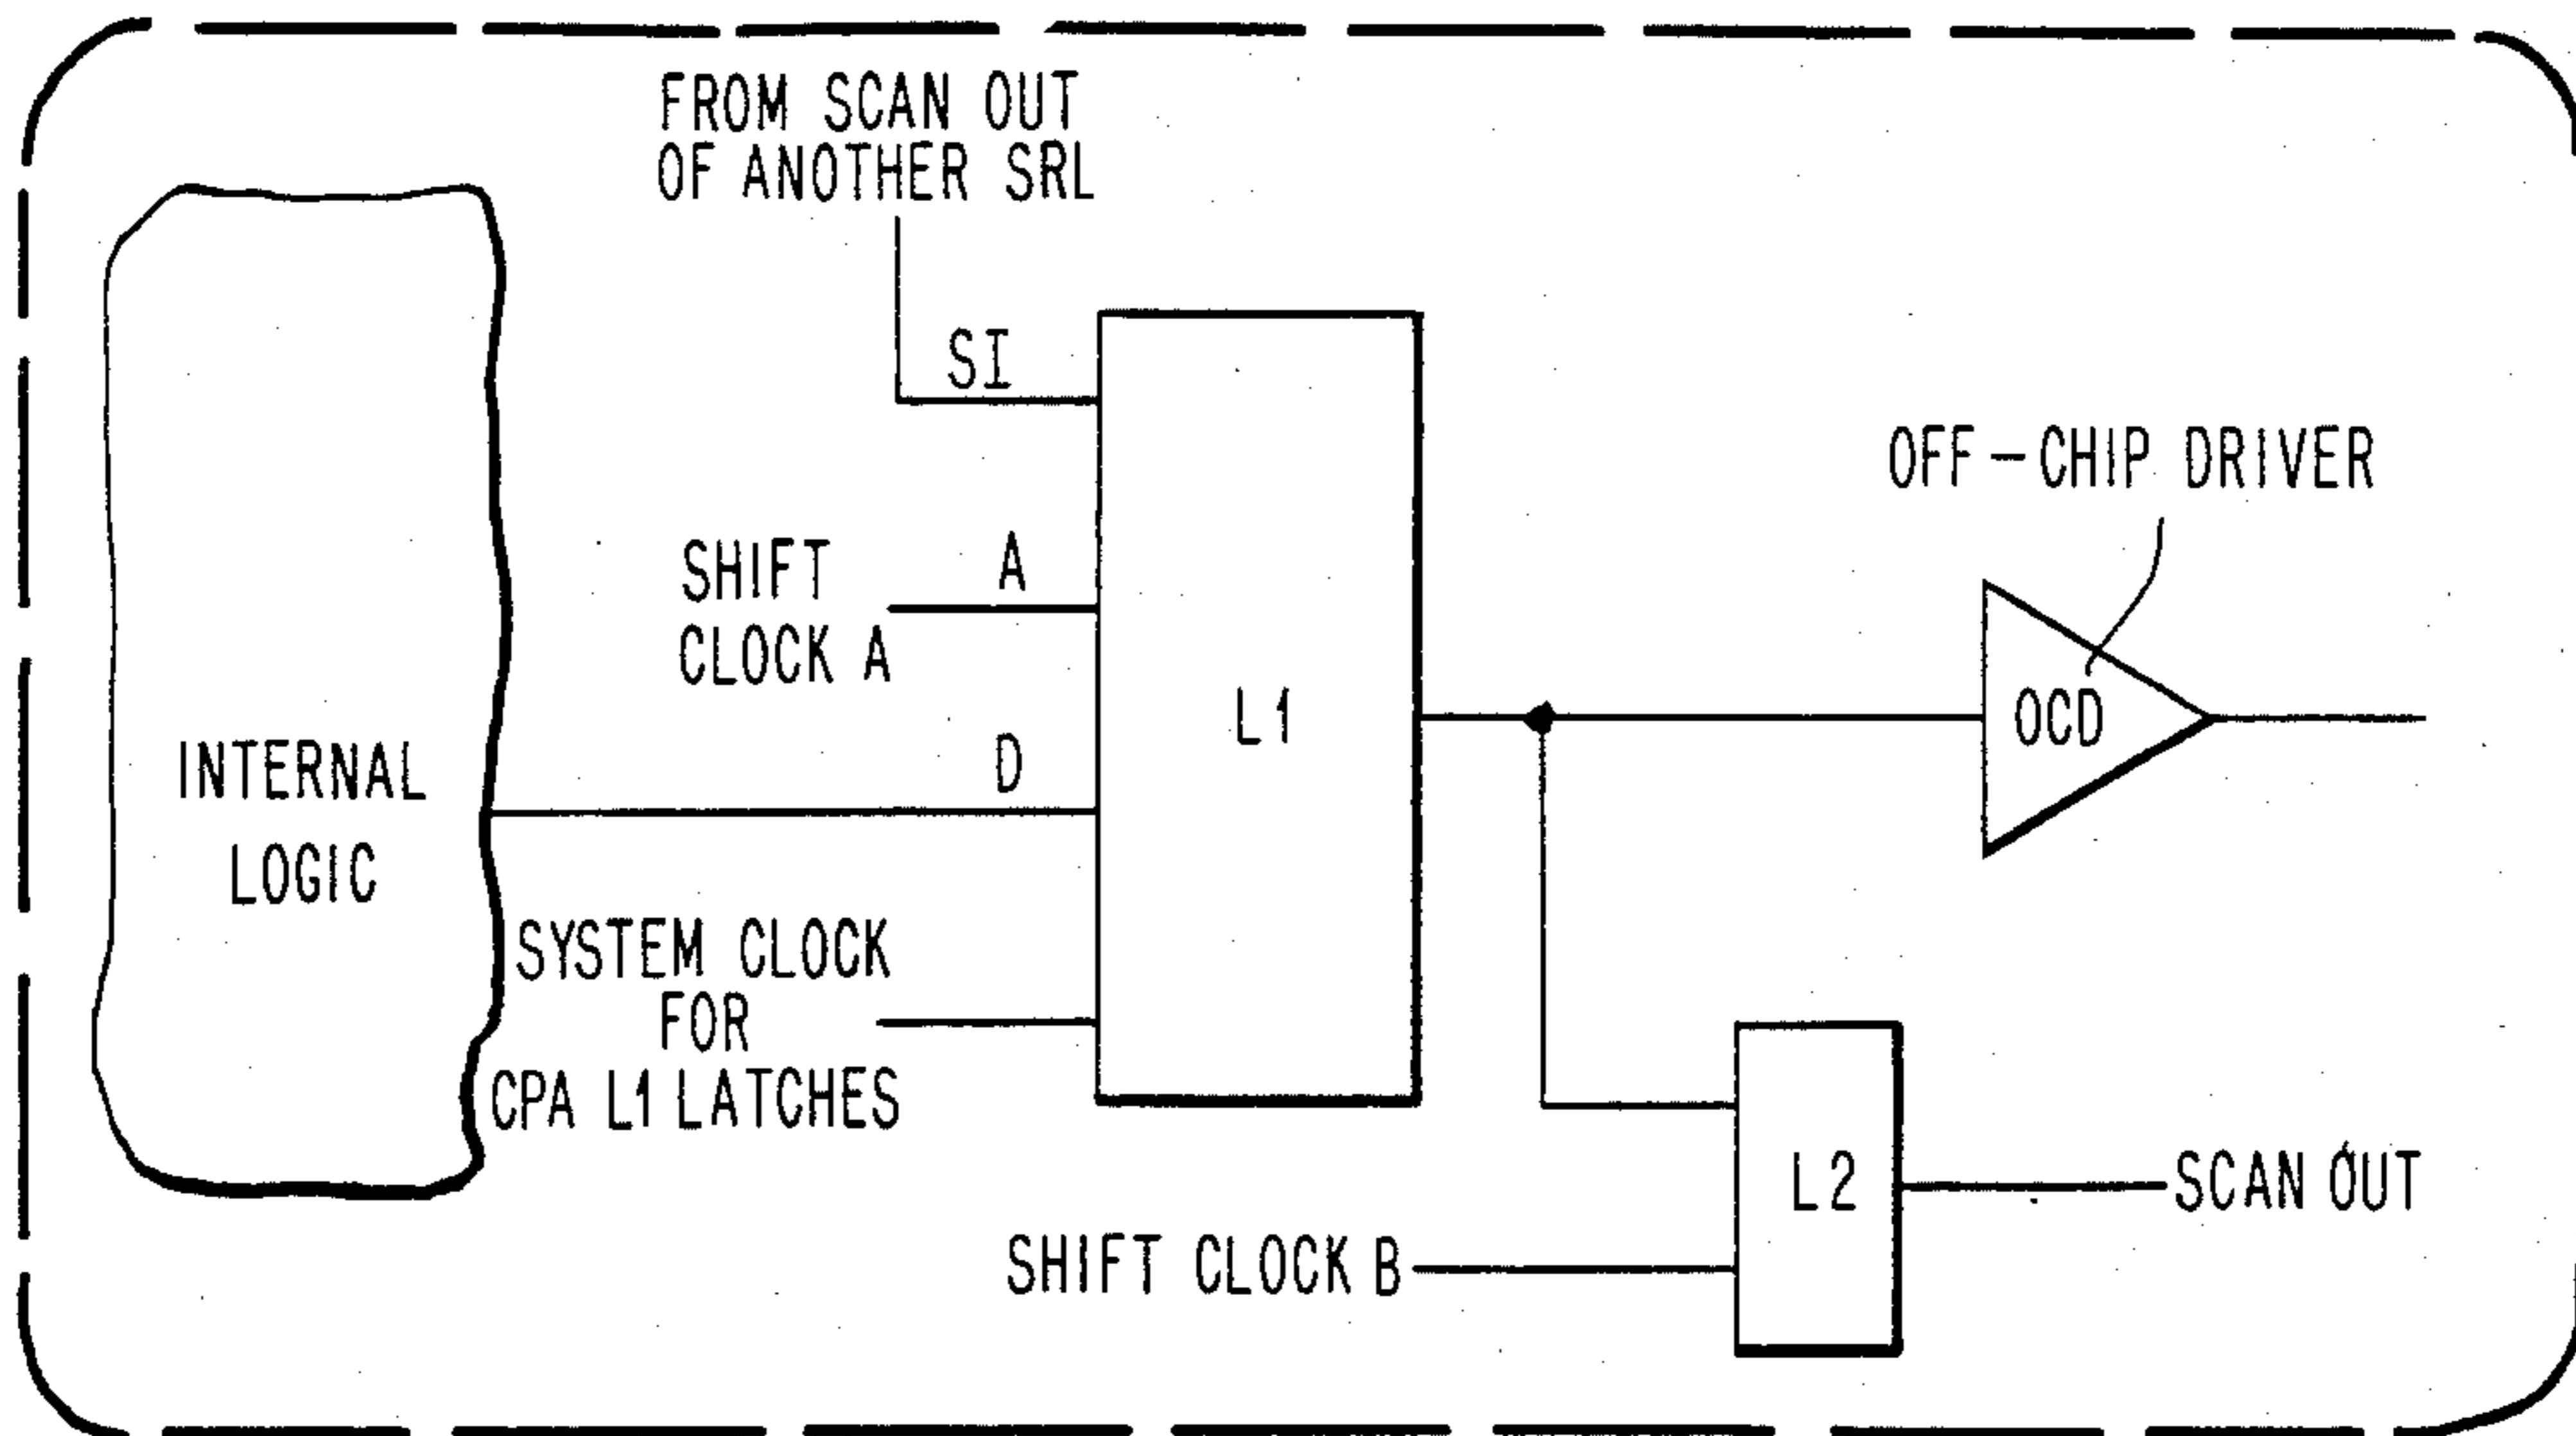 FROM SCAN OUT
OF ANOTHER SRL
SI
OFF-CHIP DRIVER
SHIFT
CLOCK A
A
L1
OCD
D
INTERNAL
LOGIC
SYSTEM CLOCK
FOR
CPA L1 LATCHES
L2
SCAN OUT
SHIFT CLOCK B